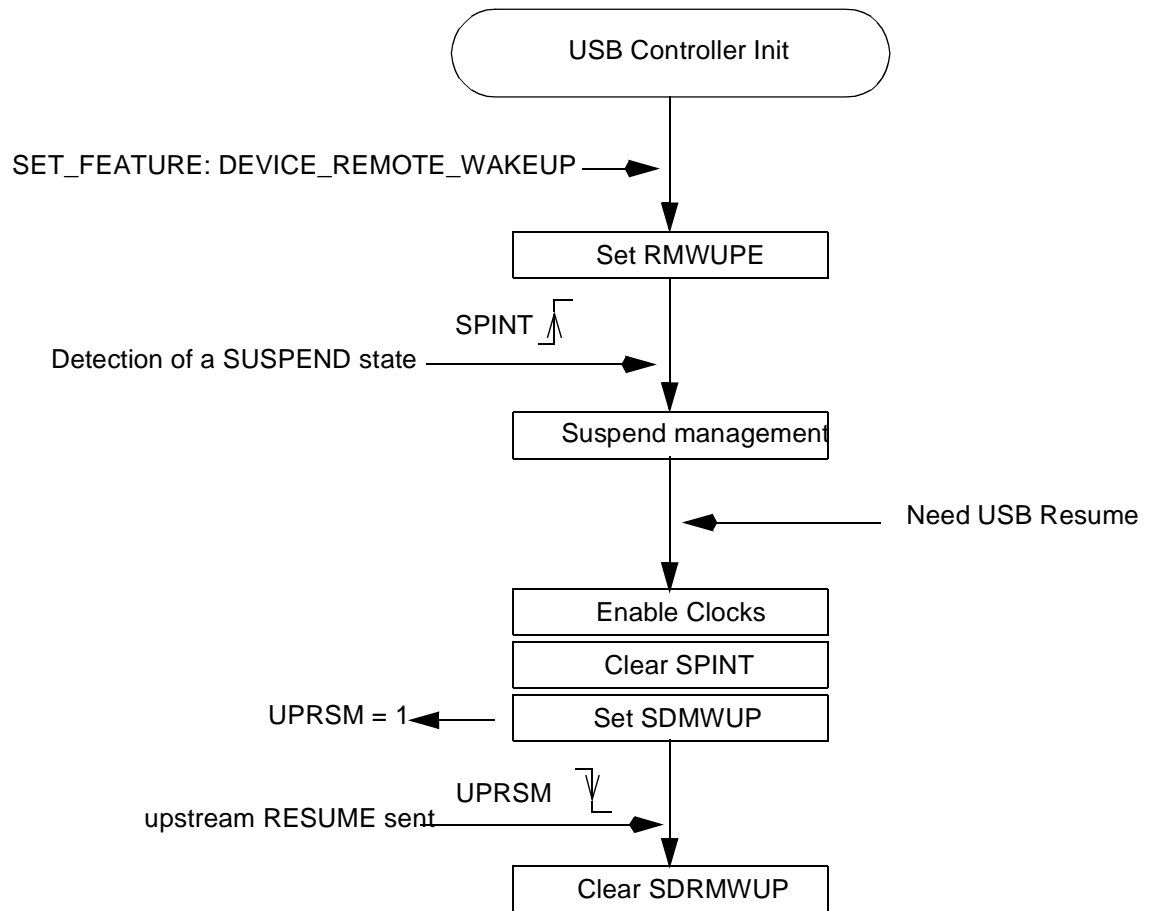 USB Controller Init
SET_FEATURE: DEVICE_REMOTE_WAKEUP
Set RMWUPE
SPINT
Detection of a SUSPEND state
Suspend management
Need USB Resume
Enable Clocks
Clear SPINT
UPRSM = 1
Set SDMWUP
UPRSM
upstream RESUME sent
Clear SDRMWUP